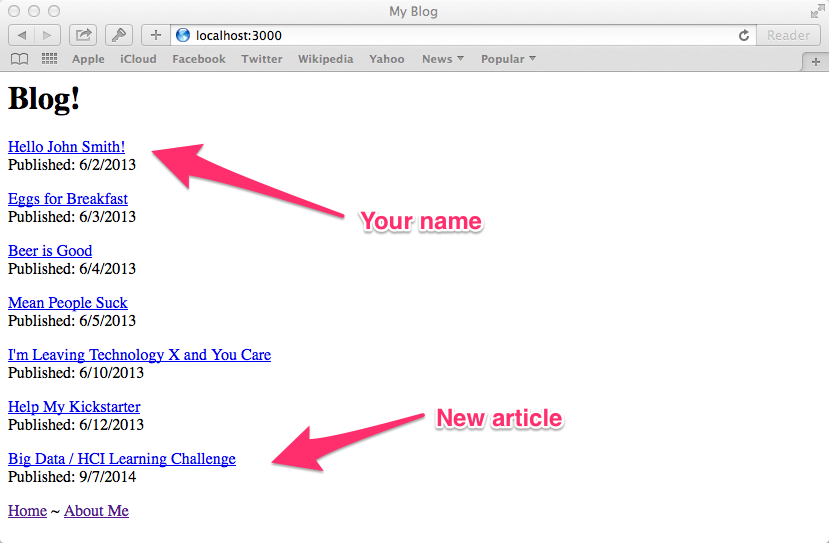 My Blog
localhost:3000
Reader
Apple iCloud Facebook Twitter Wikipedia Yahoo News Popular
Blog!
Hello John Smith!
Published: 6/2/2013
Eggs for Breakfast
Published: 6/3/2013
Your name
Beer is Good
Published: 6/4/2013
Mean People Suck
Published: 6/5/2013
I'm Leaving Technology X and You Care
Published: 6/10/2013
Help My Kickstarter
Published: 6/12/2013
New article
Big Data / HCI Learning Challenge
Published: 9/7/2014
Home ~ About Me